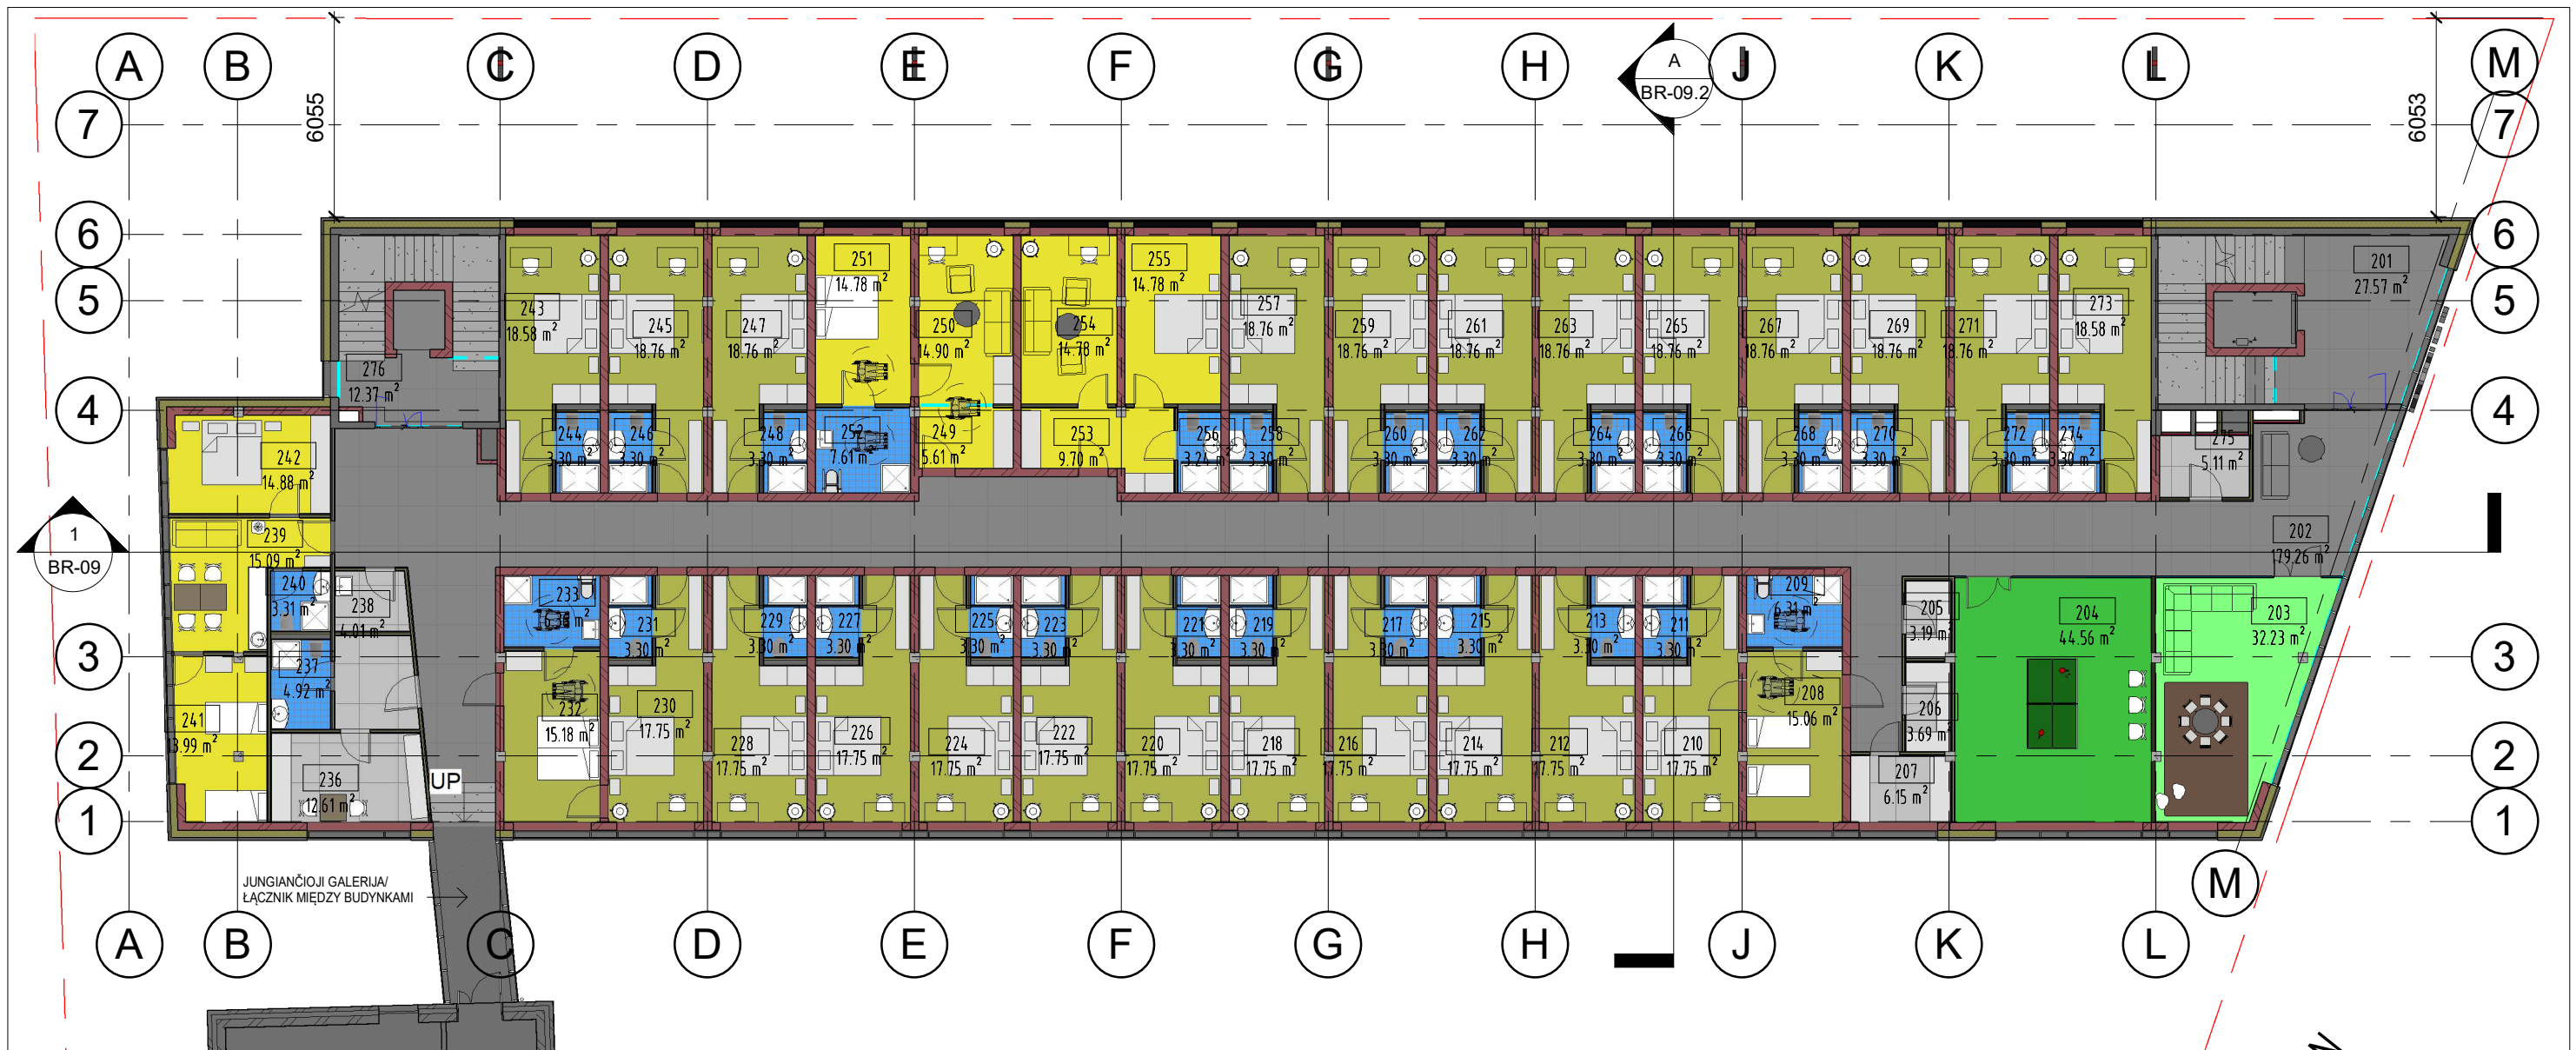 A B C D E F G H J K L M
A
BR-09.2
6055
6053
7 7
6 6
5 5
4 4
3 3
2 2
1 1
1
BR-09
201
27.57 m²
251
14.78 m²
255
14.78 m²
243
18.58 m²
245
18.76 m²
247
18.76 m²
250
14.90 m²
254
14.78 m²
257
18.76 m²
259
18.76 m²
261
18.76 m²
263
18.76 m²
265
18.76 m²
267
18.76 m²
269
18.76 m²
271
18.76 m²
273
18.58 m²
276
12.37 m²
242
14.88 m²
244
3.30 m²
246
3.30 m²
248
3.30 m²
252
7.61 m²
249
5.61 m²
253
9.70 m²
256
3.24 m²
258
3.30 m²
260
3.30 m²
262
3.30 m²
264
3.30 m²
266
3.30 m²
268
3.30 m²
270
3.30 m²
272
3.30 m²
274
3.30 m²
275
5.11 m²
239
15.09 m²
202
179.26 m²
240
3.31 m²
238
4.01 m²
233
231
3.30 m²
229
3.30 m²
227
3.30 m²
225
3.30 m²
223
3.30 m²
221
3.30 m²
219
3.30 m²
217
3.30 m²
215
3.30 m²
213
3.30 m²
211
3.30 m²
209
6.31 m²
205
3.19 m²
204
44.56 m²
203
32.23 m²
237
4.92 m²
241
13.99 m²
232
15.18 m²
230
17.75 m²
228
17.75 m²
226
17.75 m²
224
17.75 m²
222
17.75 m²
220
17.75 m²
218
17.75 m²
216
17.75 m²
214
17.75 m²
212
17.75 m²
210
17.75 m²
208
15.06 m²
206
3.69 m²
207
6.15 m²
236
12.61 m²
UP
JUNGIANČIOJI GALERIJA/
ŁĄCZNIK MIĘDZY BUDYNKAMI
M
A B C D E F G H J K L
N